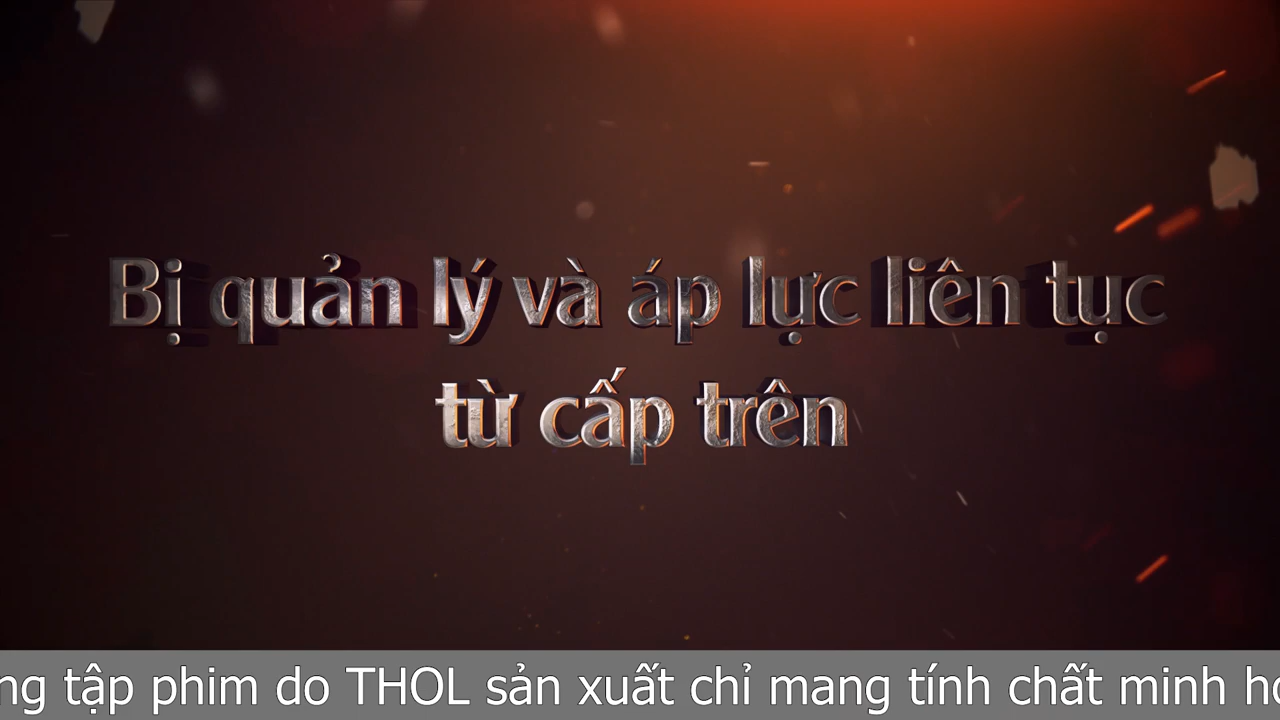 Bị quản lý và áp lực liên tục
từ cấp trên
tập phim do THOL sản xuất chỉ mang tính chất minh